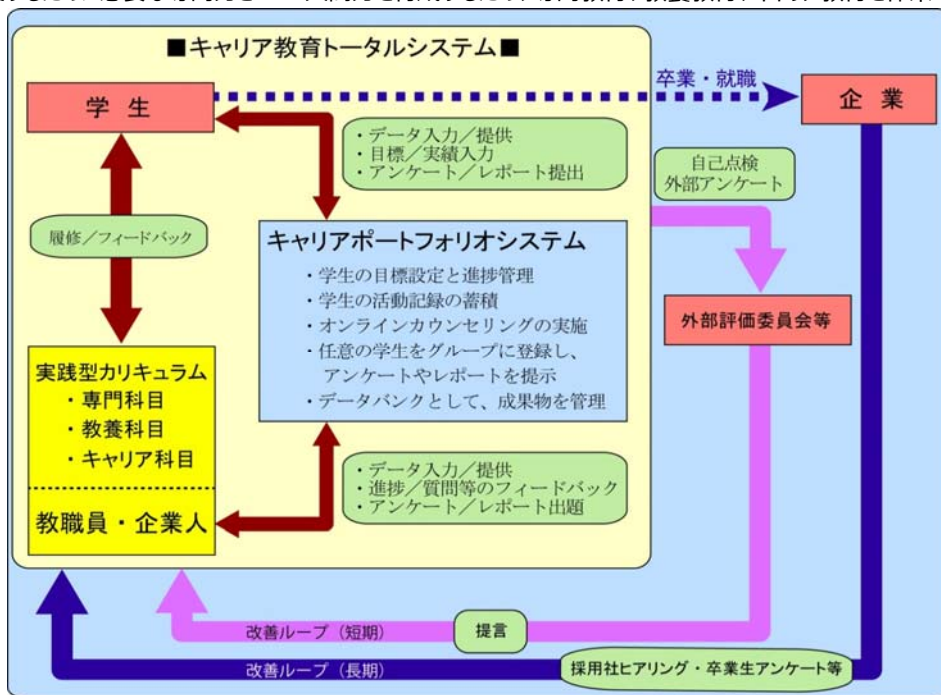 ■キャリア教育トータルシステム■
学 生
卒業・就職
企 業
・データ入力／提供
・目標／実績入力
・アンケート／レポート提出
自己点検
外部アンケート
履修／フィードバック
キャリアポートフォリオシステム
・学生の目標設定と進捗管理
・学生の活動記録の蓄積
・オンラインカウンセリングの実施
・任意の学生をグループに登録し、
アンケートやレポートを提示
・データバンクとして、成果物を管理
外部評価委員会等
実践型カリキュラム
・専門科目
・教養科目
・キャリア科目
教職員・企業人
・データ入力／提供
・進捗／質問等のフィードバック
・アンケート／レポート出題
改善ループ（短期）
提言
改善ループ（長期）
採用社ヒアリング・卒業生アンケート等